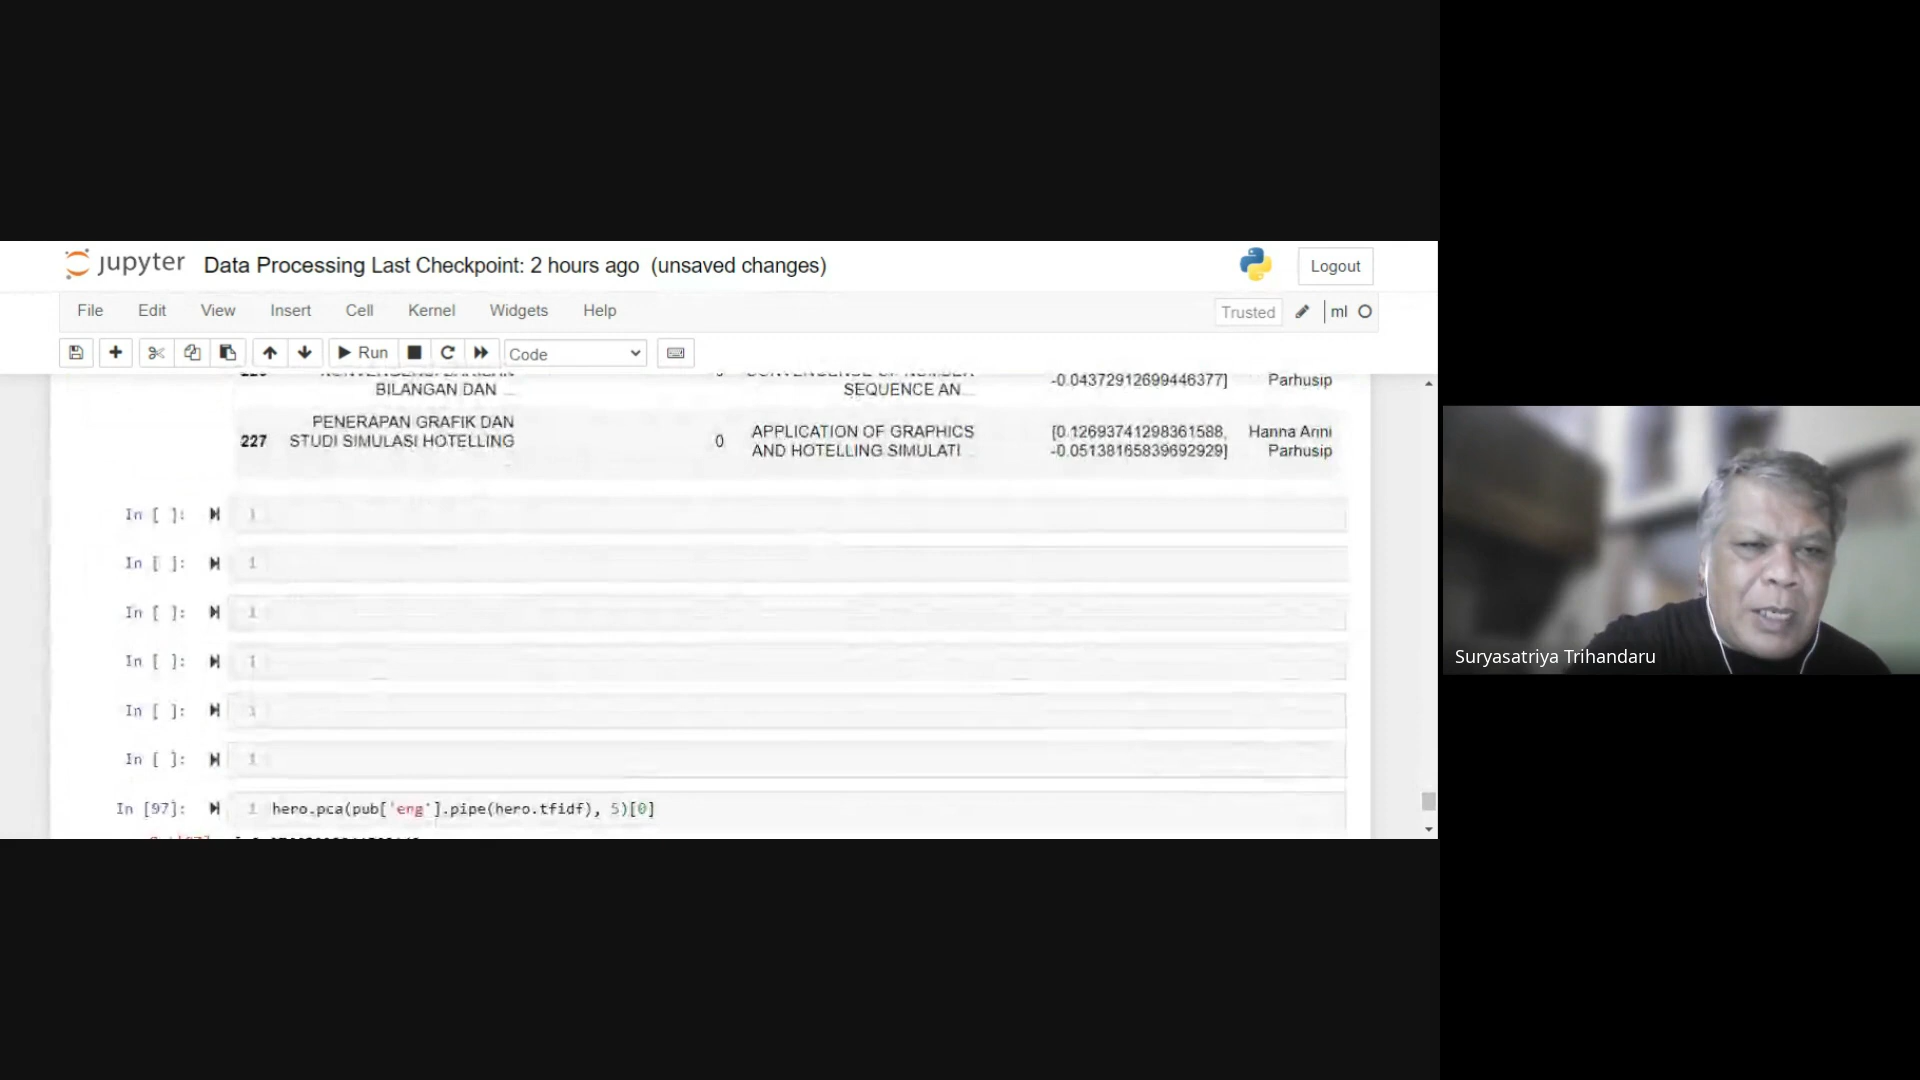 jupyter Data Processing Last Checkpoint: 2 hours ago (unsaved changes) Logout
File Edit View Insert Cell Kernel Widgets Help Trusted ml
Run Code
BILANGAN DAN ... SEQUENCE AN... -0.04372912699446377] Parhusip
PENERAPAN GRAFIK DAN
227 STUDI SIMULASI HOTELLING 0 APPLICATION OF GRAPHICS [0.12693741298361588, Hanna Arini
AND HOTELLING SIMULATI... -0.05138165839692929] Parhusip
In [ ]: 1
In [ ]: 1
In [ ]: 1
In [ ]: 1
In [ ]: 1
In [ ]: 1
In [97]: 1 hero.pca(pub['eng'].pipe(hero.tfidf), 5)[0]
Suryasatriya Trihandaru